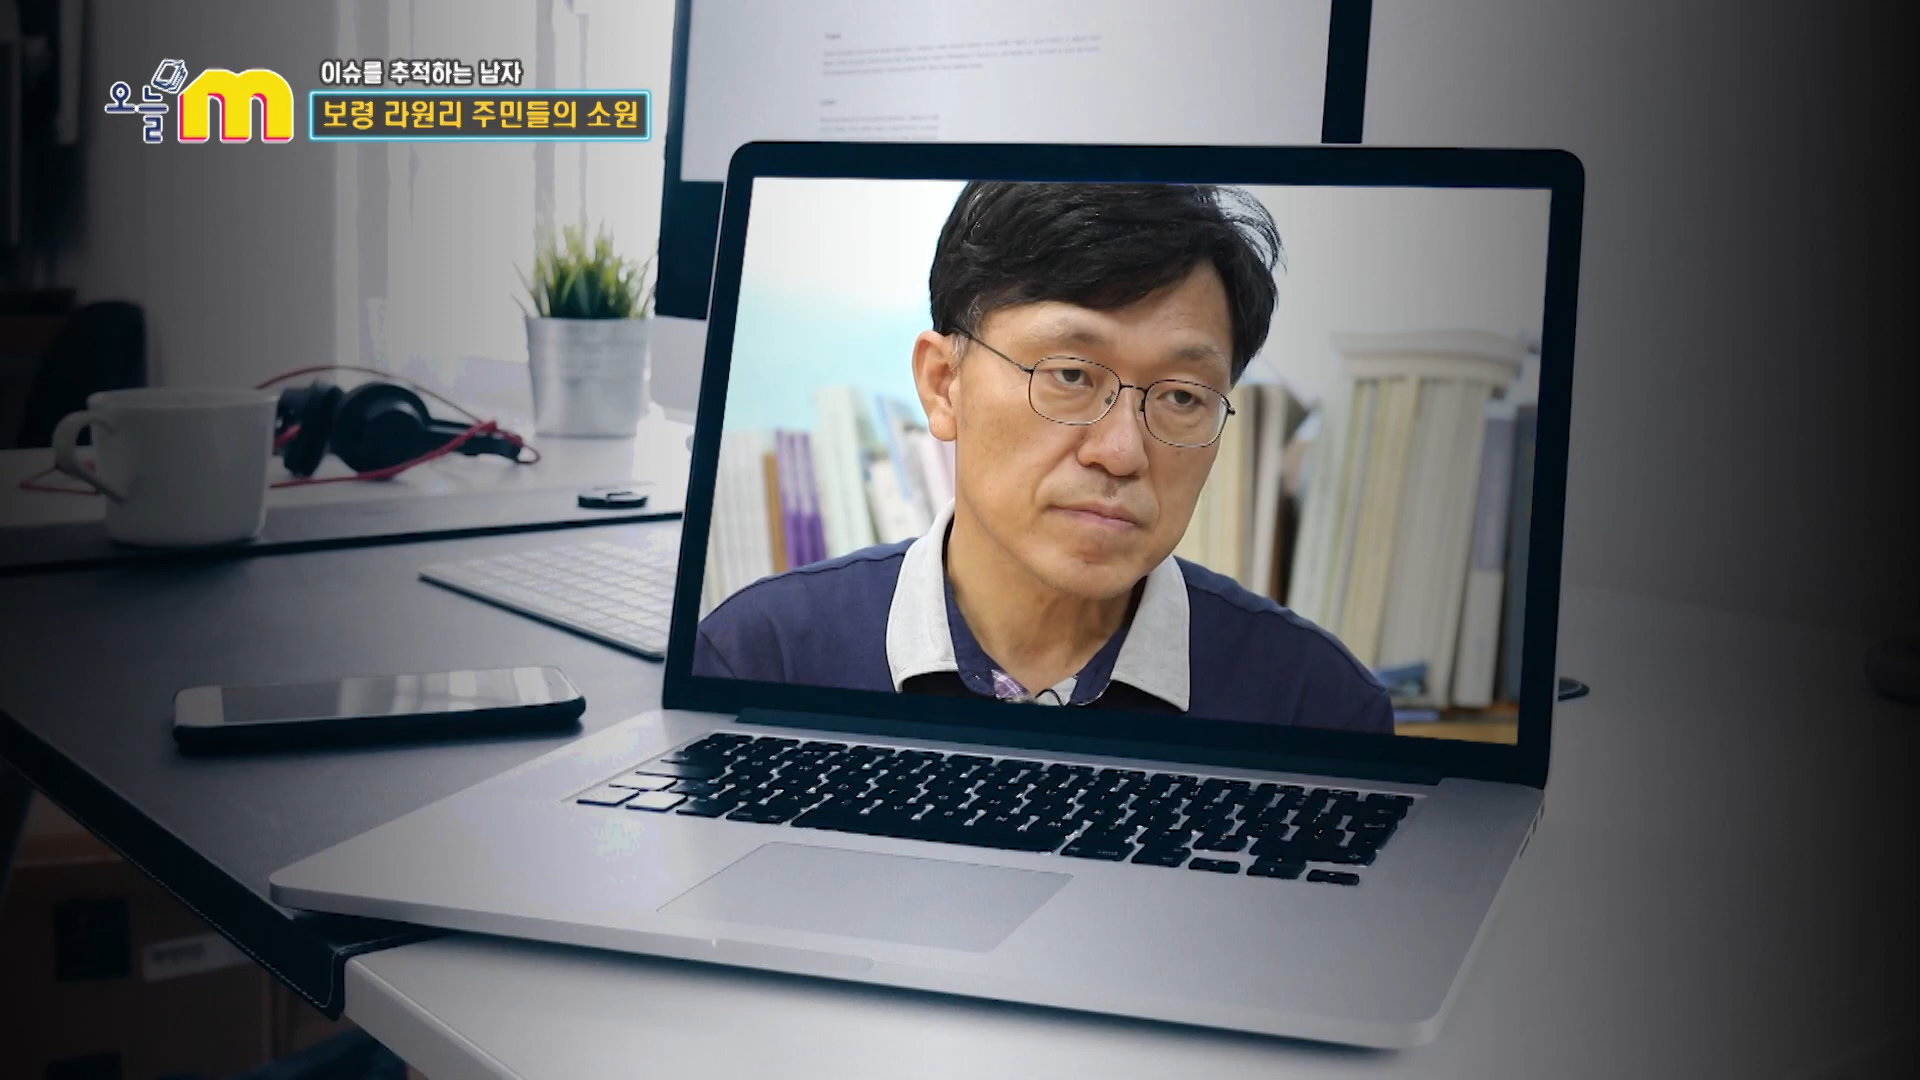 오늘 m
이슈를 추적하는 남자
보령 라원리 주민들의 소원